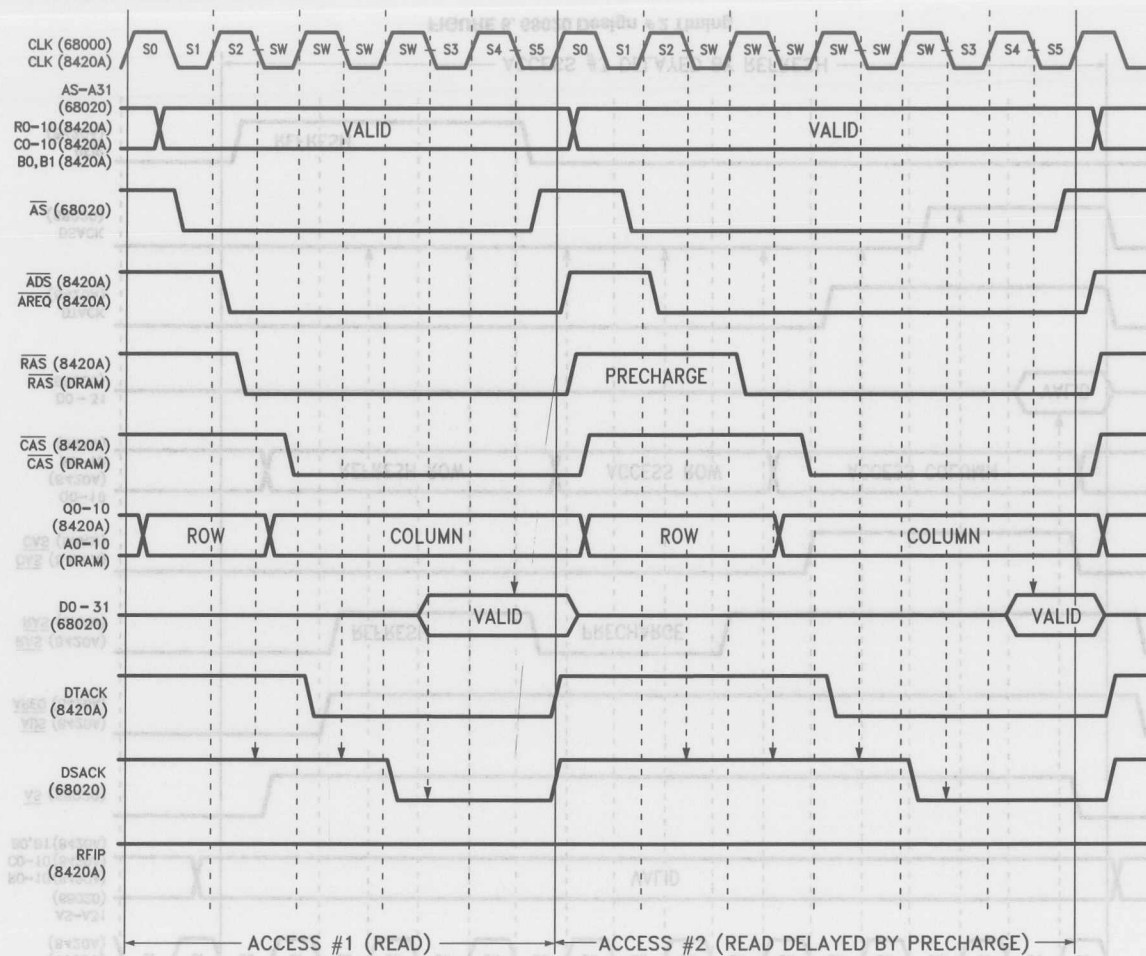 CLK (68000)
CLK (8420A)
S0 S1 S2 SW SW SW SW S3 S4 S5 S0 S1 S2 SW SW SW SW SW SW S3 S4 S5
AS-A31
(68020)
R0-10(8420A)
C0-10(8420A)
B0,B1(8420A)
VALID VALID
AS (68020)
ADS (8420A)
AREQ (8420A)
RAS (8420A)
RAS (DRAM)
PRECHARGE
CAS (8420A)
CAS (DRAM)
Q0-10
(8420A)
A0-10
(DRAM)
ROW COLUMN ROW COLUMN
D0-31
(68020)
VALID VALID
DTACK
(8420A)
DSACK
(68020)
RFIP
(8420A)
ACCESS #1 (READ) ACCESS #2 (READ DELAYED BY PRECHARGE)